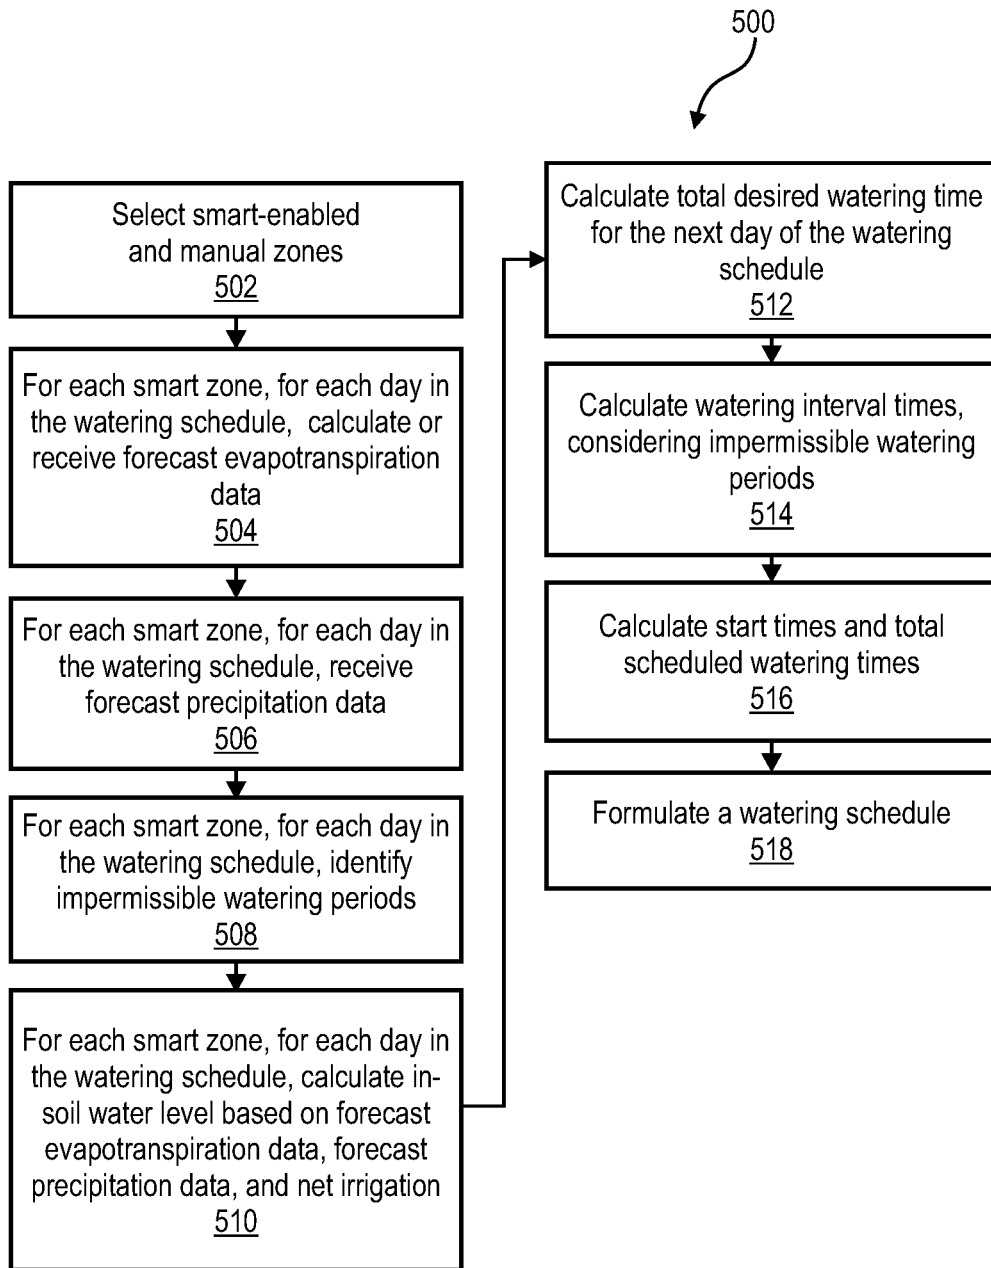 500
Select smart-enabled
and manual zones
502
For each smart zone, for each day in
the watering schedule, calculate or
receive forecast evapotranspiration
data
504
For each smart zone, for each day in
the watering schedule, receive
forecast precipitation data
506
For each smart zone, for each day in
the watering schedule, identify
impermissible watering periods
508
For each smart zone, for each day in
the watering schedule, calculate in-
soil water level based on forecast
evapotranspiration data, forecast
precipitation data, and net irrigation
510
Calculate total desired watering time
for the next day of the watering
schedule
512
Calculate watering interval times,
considering impermissible watering
periods
514
Calculate start times and total
scheduled watering times
516
Formulate a watering schedule
518